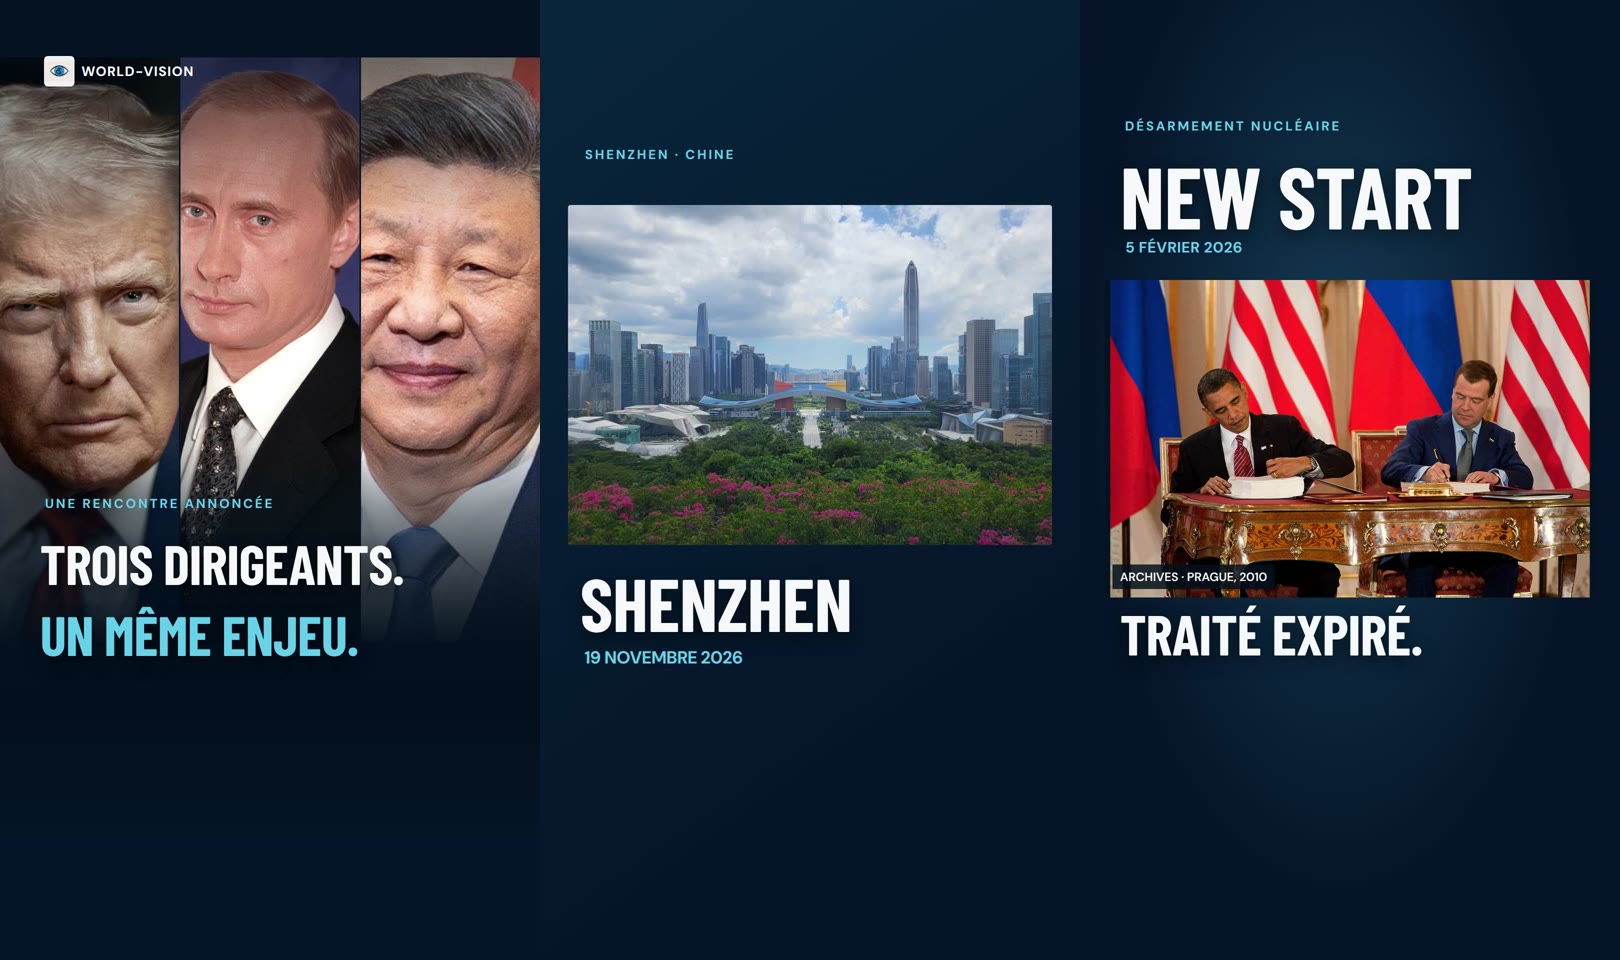 WORLD-VISION
UNE RENCONTRE ANNONCÉE
TROIS DIRIGEANTS.
UN MÊME ENJEU.
SHENZHEN · CHINE
SHENZHEN
19 NOVEMBRE 2026
DÉSARMEMENT NUCLÉAIRE
NEW START
5 FÉVRIER 2026
ARCHIVES · PRAGUE, 2010
TRAITÉ EXPIRÉ.